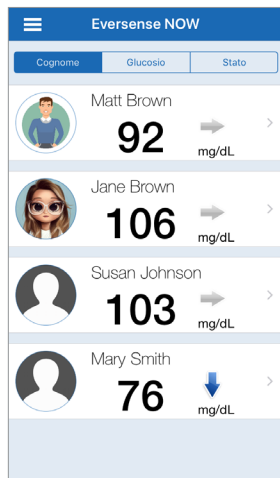 Eversense NOW
Cognome Glucosio Stato
Matt Brown
92
mg/dL
Jane Brown
106
mg/dL
Susan Johnson
103
mg/dL
Mary Smith
76
mg/dL